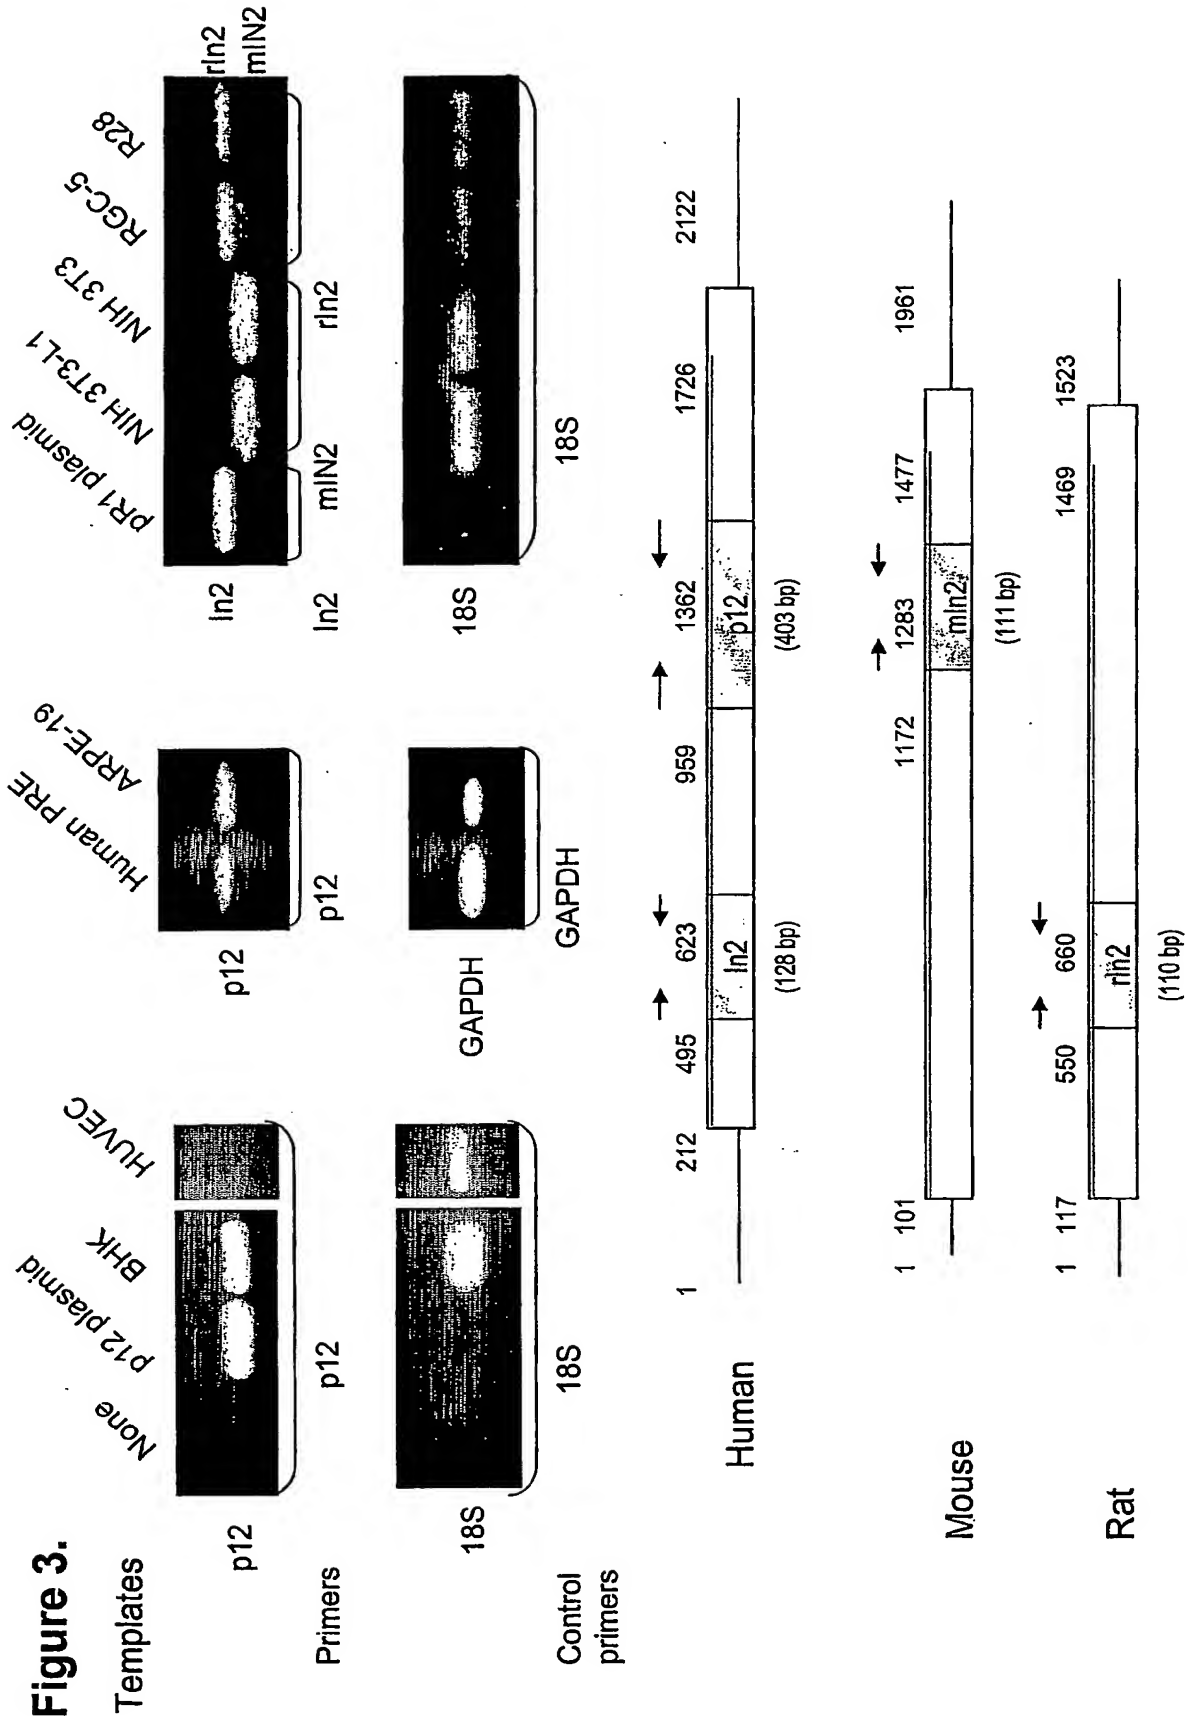 Figure 3.
Templates
None
p12 plasmid
BHK
HUVEC
Human PRE
ARPE-19
pR1 plasmid
NIH 3T3-L1
NIH 3T3
RGC-5
R28
p12
p12
In2
rIn2
mIN2
Primers
p12
p12
In2
mIN2
rIn2
18S
GAPDH
18S
Control
primers
18S
GAPDH
18S
1
212
495
623
959
1362
1726
2122
Human
In2
p12
(128 bp)
(403 bp)
1
101
1172
1283
1477
1961
Mouse
mIn2
(111 bp)
1
117
550
660
1469
1523
Rat
rIn2
(110 bp)